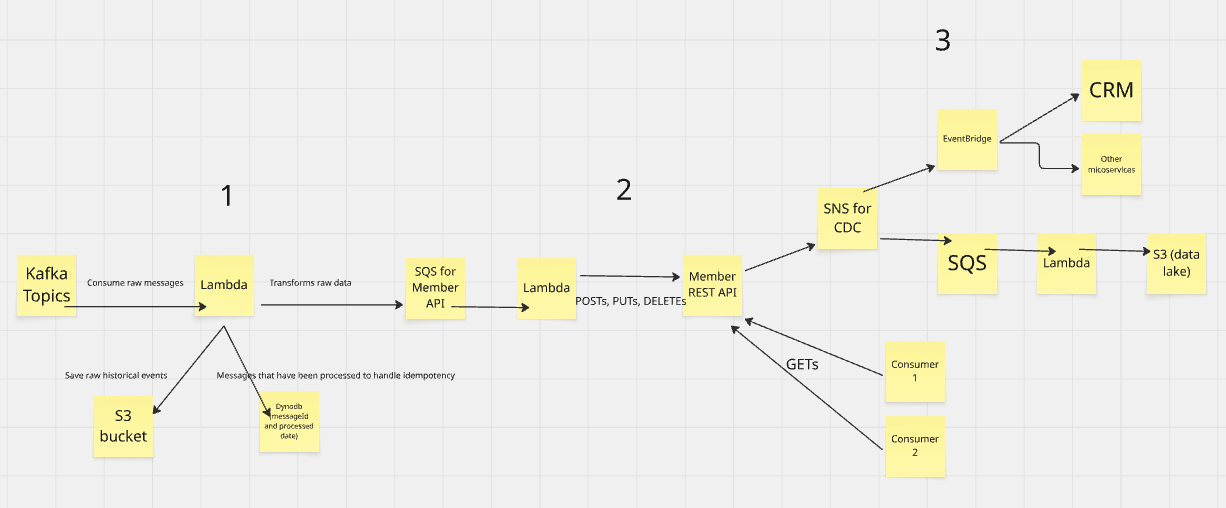 3
CRM
EventBridge
Other
micoservices
1
2
SNS for
CDC
Kafka
Topics
Consume raw messages
Lambda
Transforms raw data
SQS for
Member
API
Lambda
POSTs, PUTs, DELETEs
Member
REST API
SQS
Lambda
S3 (data
lake)
GETs
Consumer
1
Consumer
2
Save raw historical events
Messages that have been processed to handle idempotency
S3
bucket
Dynodb
(messageId
and processed
date)